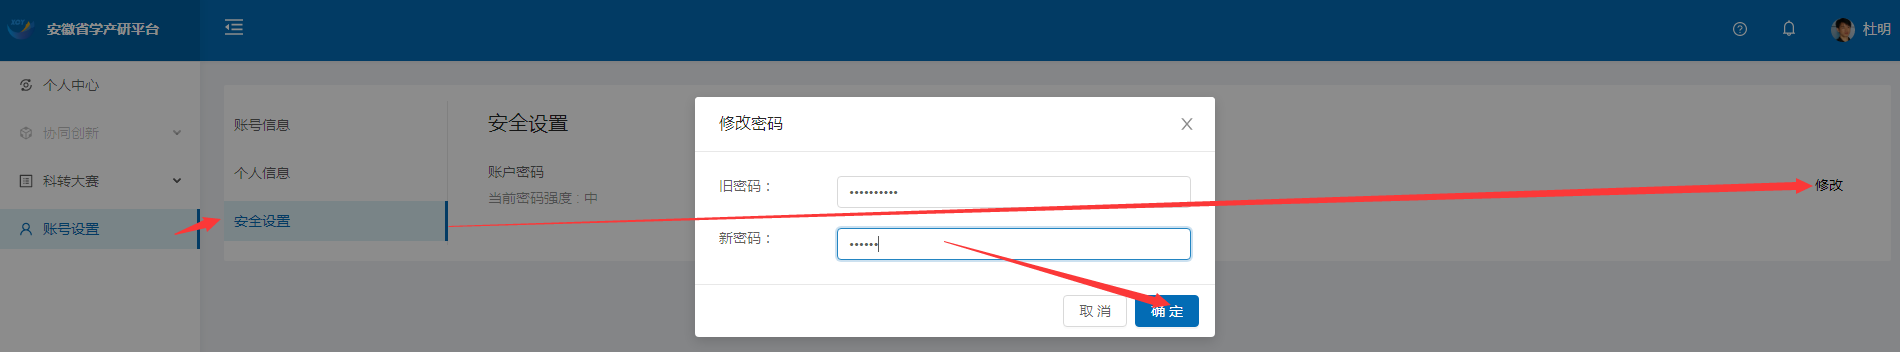 安徽省学产研平台
杜明
个人中心
协同创新
科转大赛
账号设置
账号信息
个人信息
安全设置
安全设置
账户密码
当前密码强度：中
修改
修改密码
旧密码：
••••••••••
新密码：
••••••
取 消
确 定